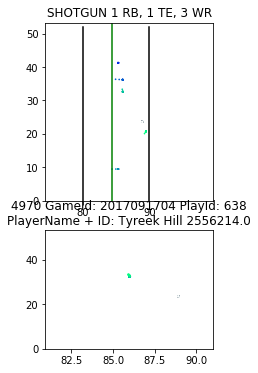 SHOTGUN 1 RB, 1 TE, 3 WR
50
40
30
20
10
0
80 90
4970 GameId: 2017091704 PlayId: 638
PlayerName + ID: Tyreek Hill 2556214.0
40
20
0
82.5 85.0 87.5 90.0